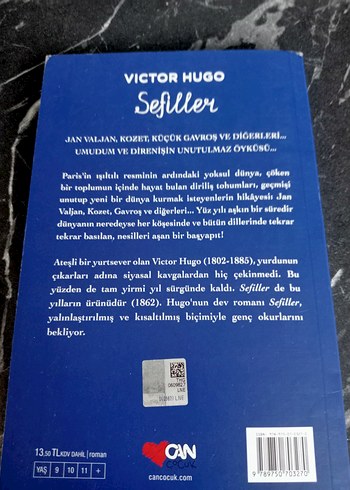 VICTOR HUGO
Sefiller
JAN VALJAN, KOZET, KÜÇÜK GAVROŞ VE DİĞERLERİ...
UMUDUM VE DİRENİŞİN UNUTULMAZ ÖYKÜSÜ...
Paris'in ışıltılı resminin ardındaki yoksul dünya, çöken
bir toplumun içinde hayat bulan diriliş tohumları, geçmişi
unutup yeni bir dünya kurmak isteyenlerin hikâyesi: Jan
Valjan, Kozet, Gavroş ve diğerleri... Yüz yılı aşkın bir süredir
dünyanın neredeyse her köşesinde ve bütün dillerinde tekrar
tekrar basılan, nesilleri aşan bir başyapıt!
Ateşli bir yurtsever olan Victor Hugo (1802-1885), yurdunun
çıkarları adına siyasal kavgalardan hiç çekinmedi. Bu
yüzden de tam yirmi yıl sürgünde kaldı. Sefiller de bu
yılların ürünüdür (1862). Hugo'nun dev romanı Sefiller,
yalınlaştırılmış ve kısaltılmış biçimiyle genç okurlarını
bekliyor.
13.50 TL KDV DAHİL | roman
YAŞ 9 10 11 +
CAN
ÇOCUK
cancocuk.com
9 789750 703270